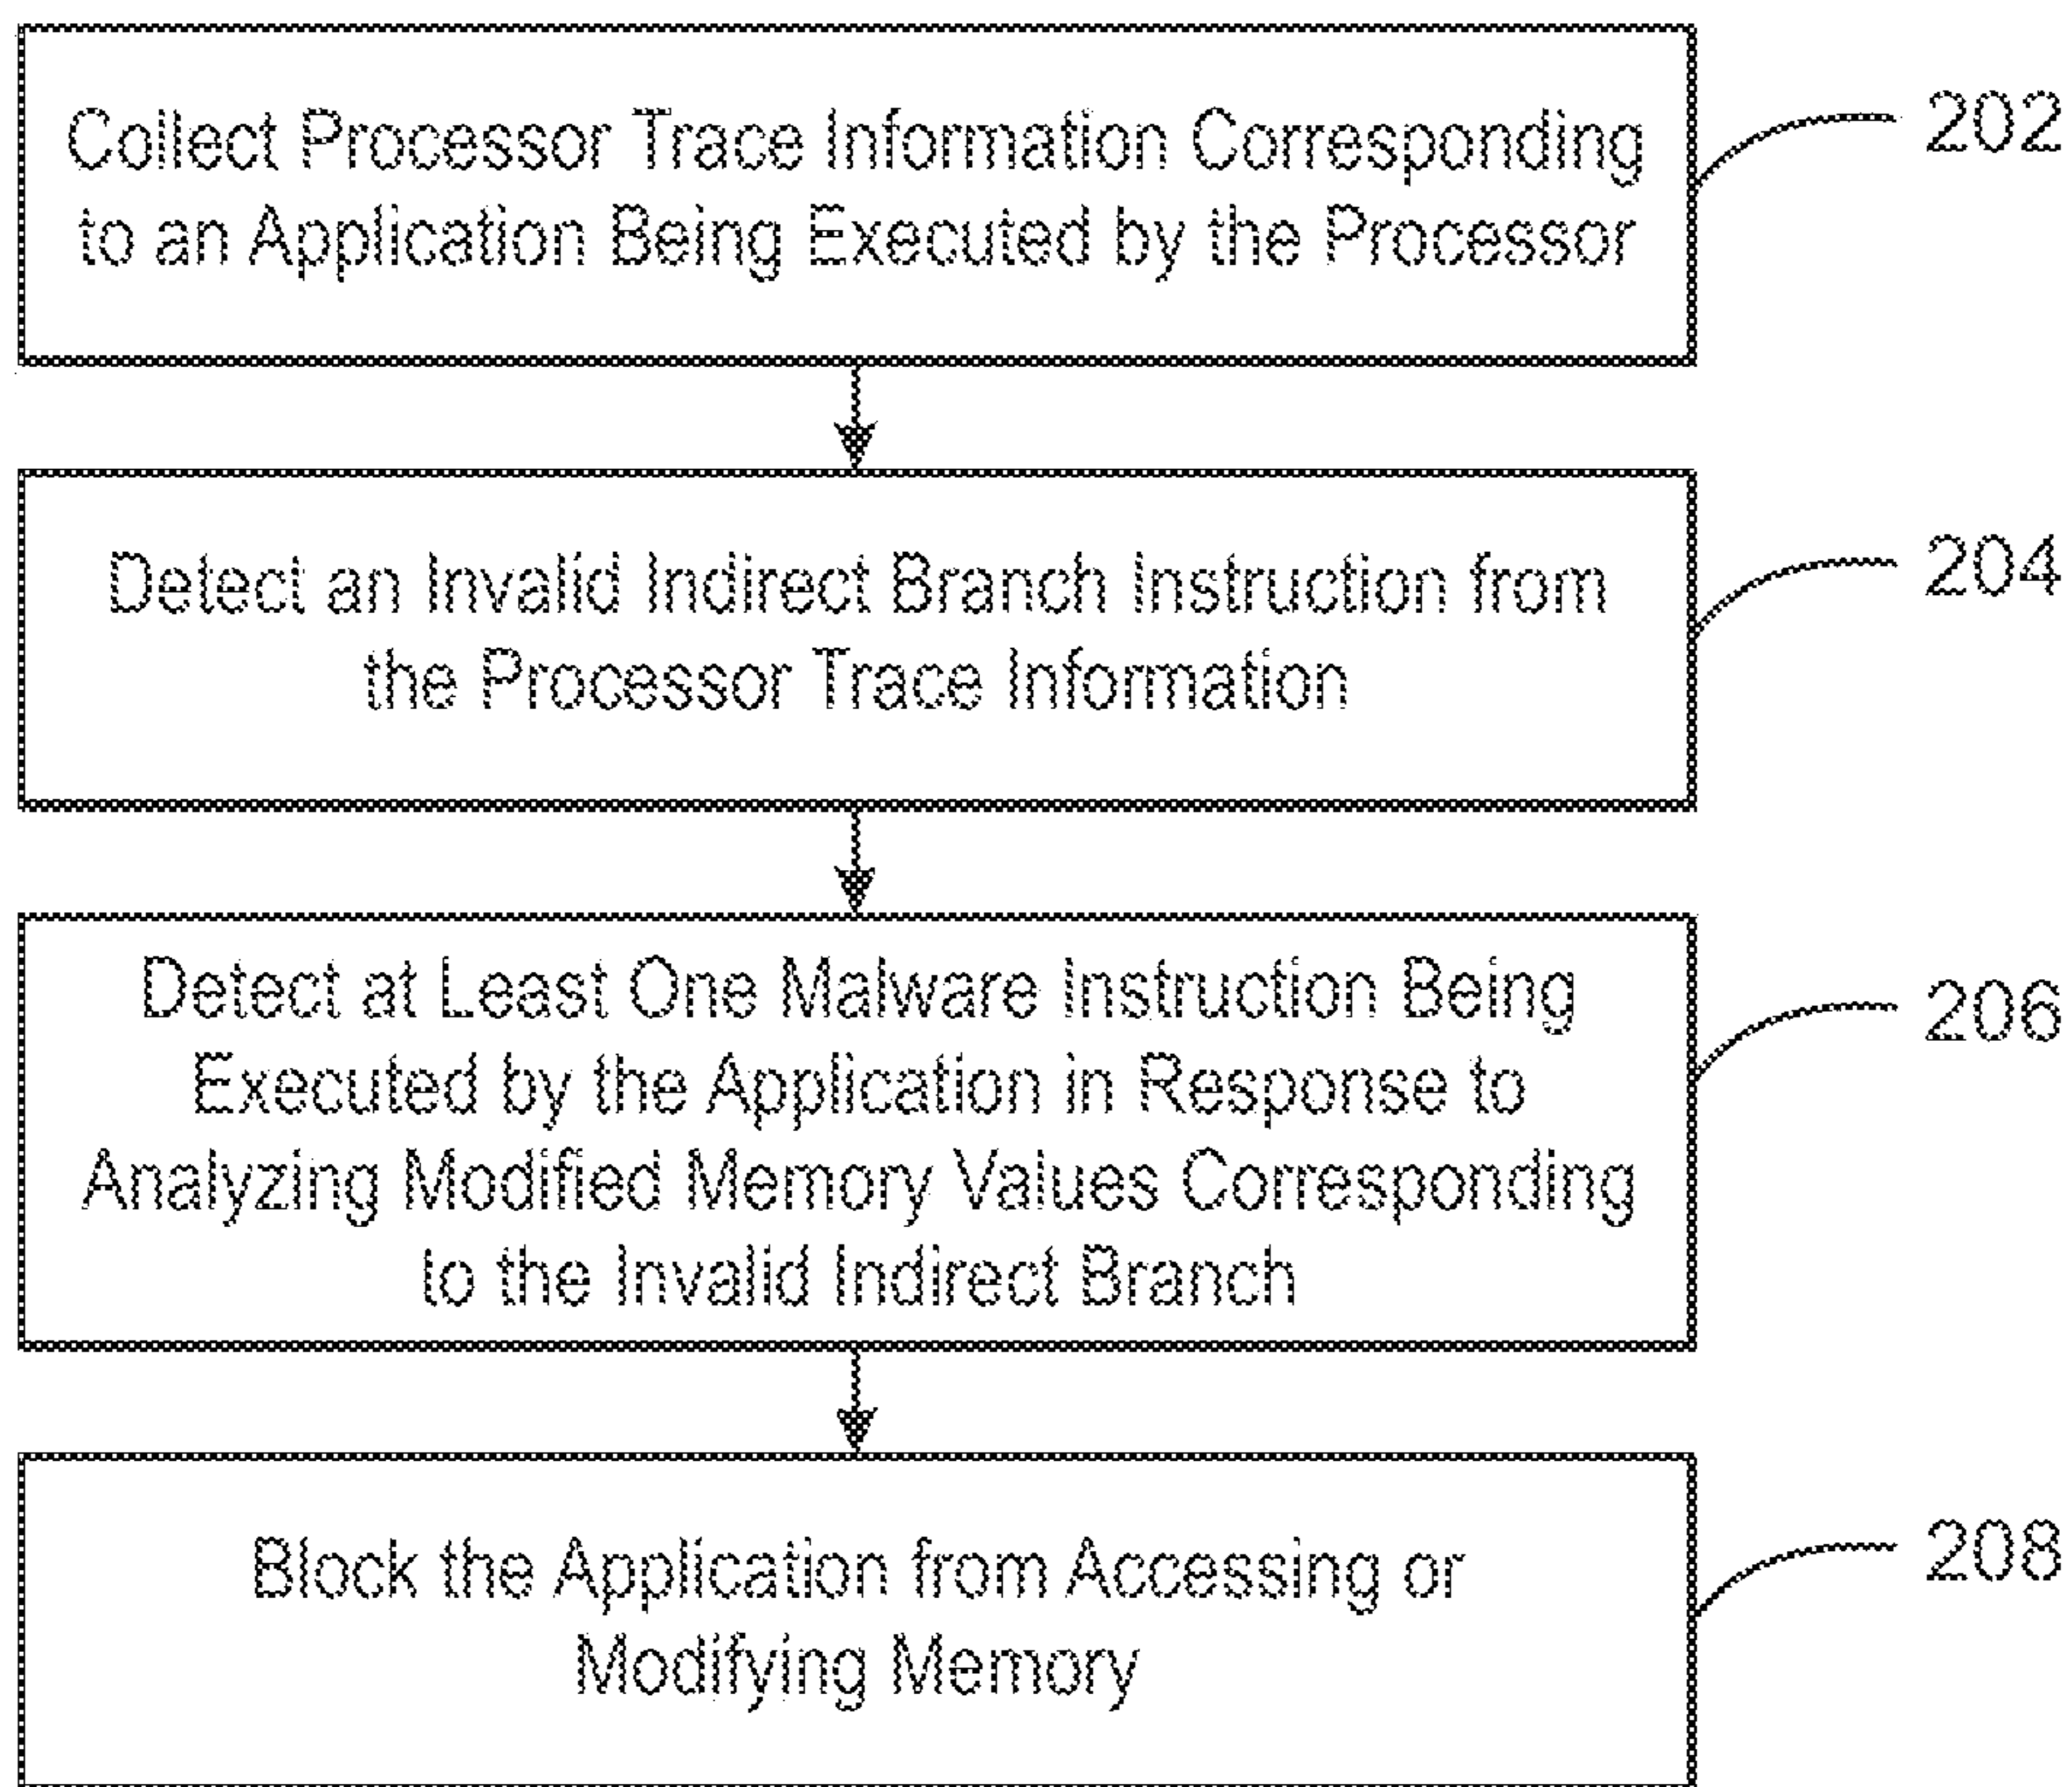 Collect Processor Trace Information Corresponding
to an Application Being Executed by the Processor
202
Detect an Invalid Indirect Branch Instruction from
the Processor Trace Information
204
Detect at Least One Malware Instruction Being
Executed by the Application in Response to
Analyzing Modified Memory Values Corresponding
to the Invalid Indirect Branch
206
Block the Application from Accessing or
Modifying Memory
208